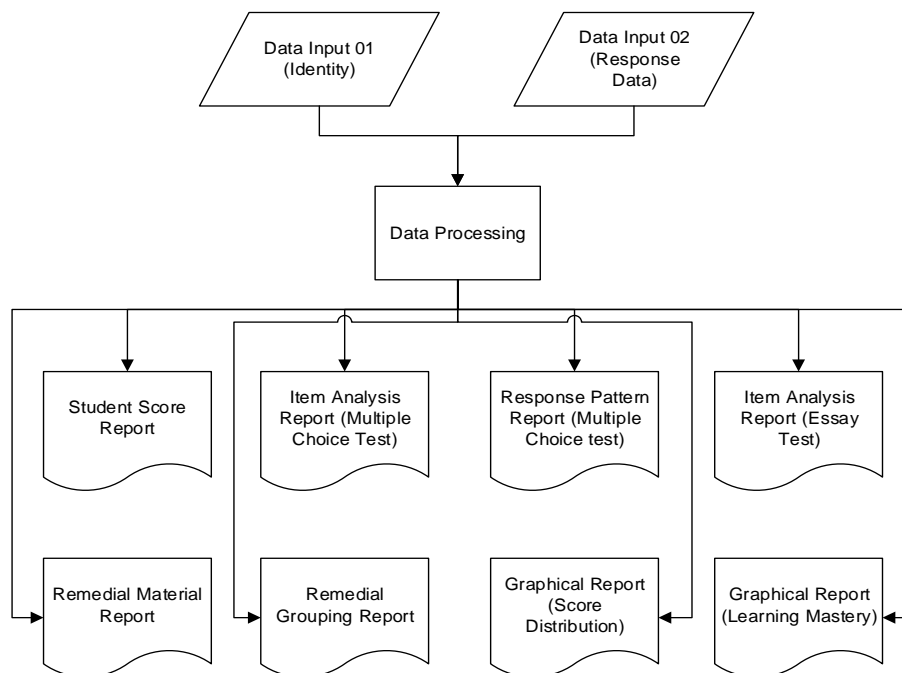 Data Input 01
(Identity)
Data Input 02
(Response
Data)
Data Processing
Student Score
Report
Item Analysis
Report (Multiple
Choice Test)
Response Pattern
Report (Multiple
Choice test)
Item Analysis
Report (Essay
Test)
Remedial Material
Report
Remedial
Grouping Report
Graphical Report
(Score
Distribution)
Graphical Report
(Learning Mastery)